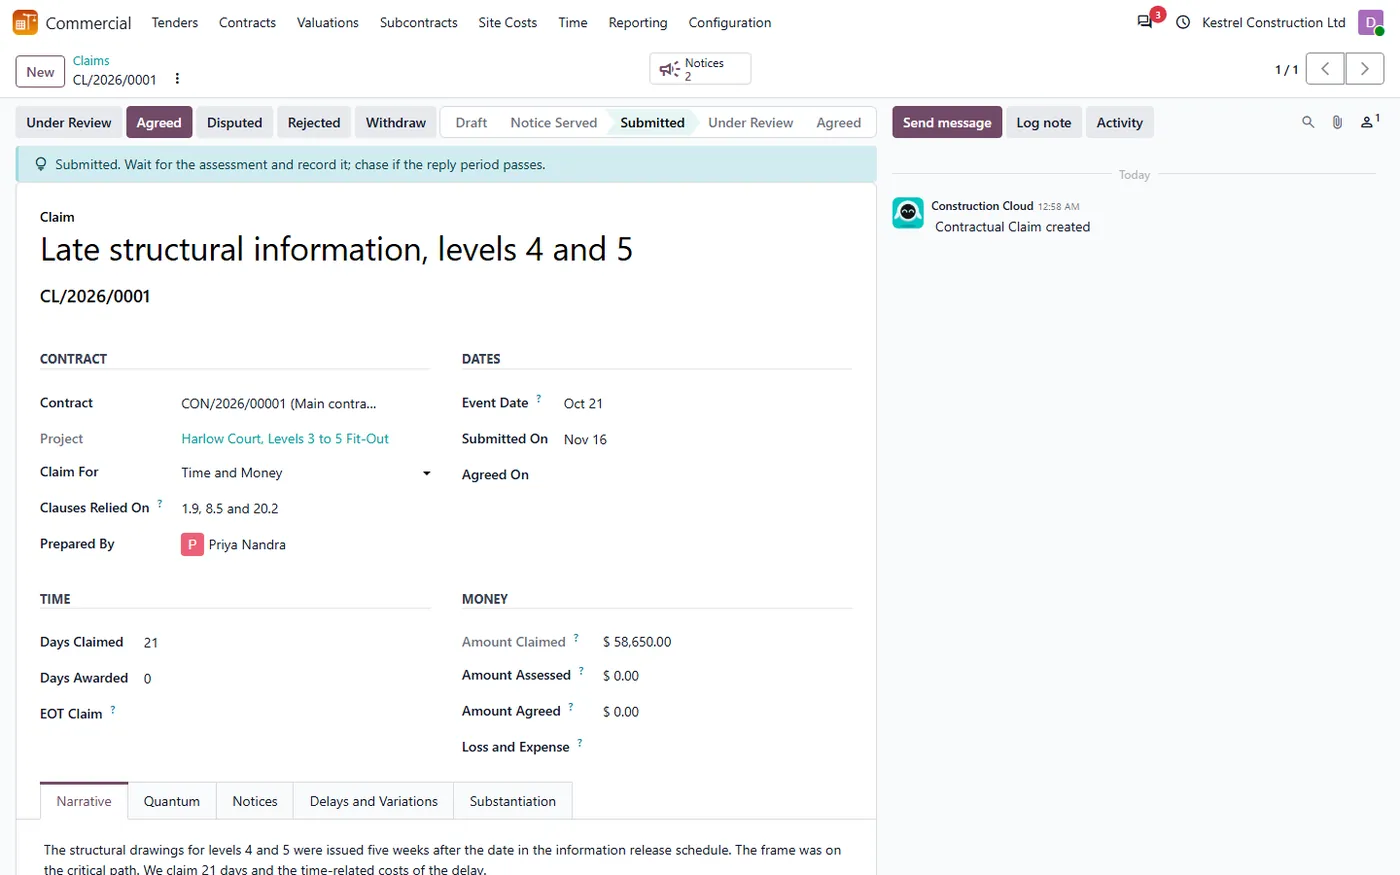 Commercial
Tenders
Contracts
Valuations
Subcontracts
Site Costs
Time
Reporting
Configuration
3
Kestrel Construction Ltd
D
New
Claims
CL/2026/0001
Notices
2
1 / 1
Under Review
Agreed
Disputed
Rejected
Withdraw
Draft
Notice Served
Submitted
Under Review
Agreed
Send message
Log note
Activity
1
Submitted. Wait for the assessment and record it; chase if the reply period passes.
Today
Construction Cloud 12:58 AM
Contractual Claim created
Claim
Late structural information, levels 4 and 5
CL/2026/0001
CONTRACT
Contract CON/2026/00001 (Main contra...
Project Harlow Court, Levels 3 to 5 Fit-Out
Claim For Time and Money
Clauses Relied On ? 1.9, 8.5 and 20.2
Prepared By P Priya Nandra
DATES
Event Date ? Oct 21
Submitted On Nov 16
Agreed On
TIME
Days Claimed 21
Days Awarded 0
EOT Claim ?
MONEY
Amount Claimed ? $ 58,650.00
Amount Assessed ? $ 0.00
Amount Agreed ? $ 0.00
Loss and Expense ?
Narrative
Quantum
Notices
Delays and Variations
Substantiation
The structural drawings for levels 4 and 5 were issued five weeks after the date in the information release schedule. The frame was on
the critical path. We claim 21 days and the time-related costs of the delay.